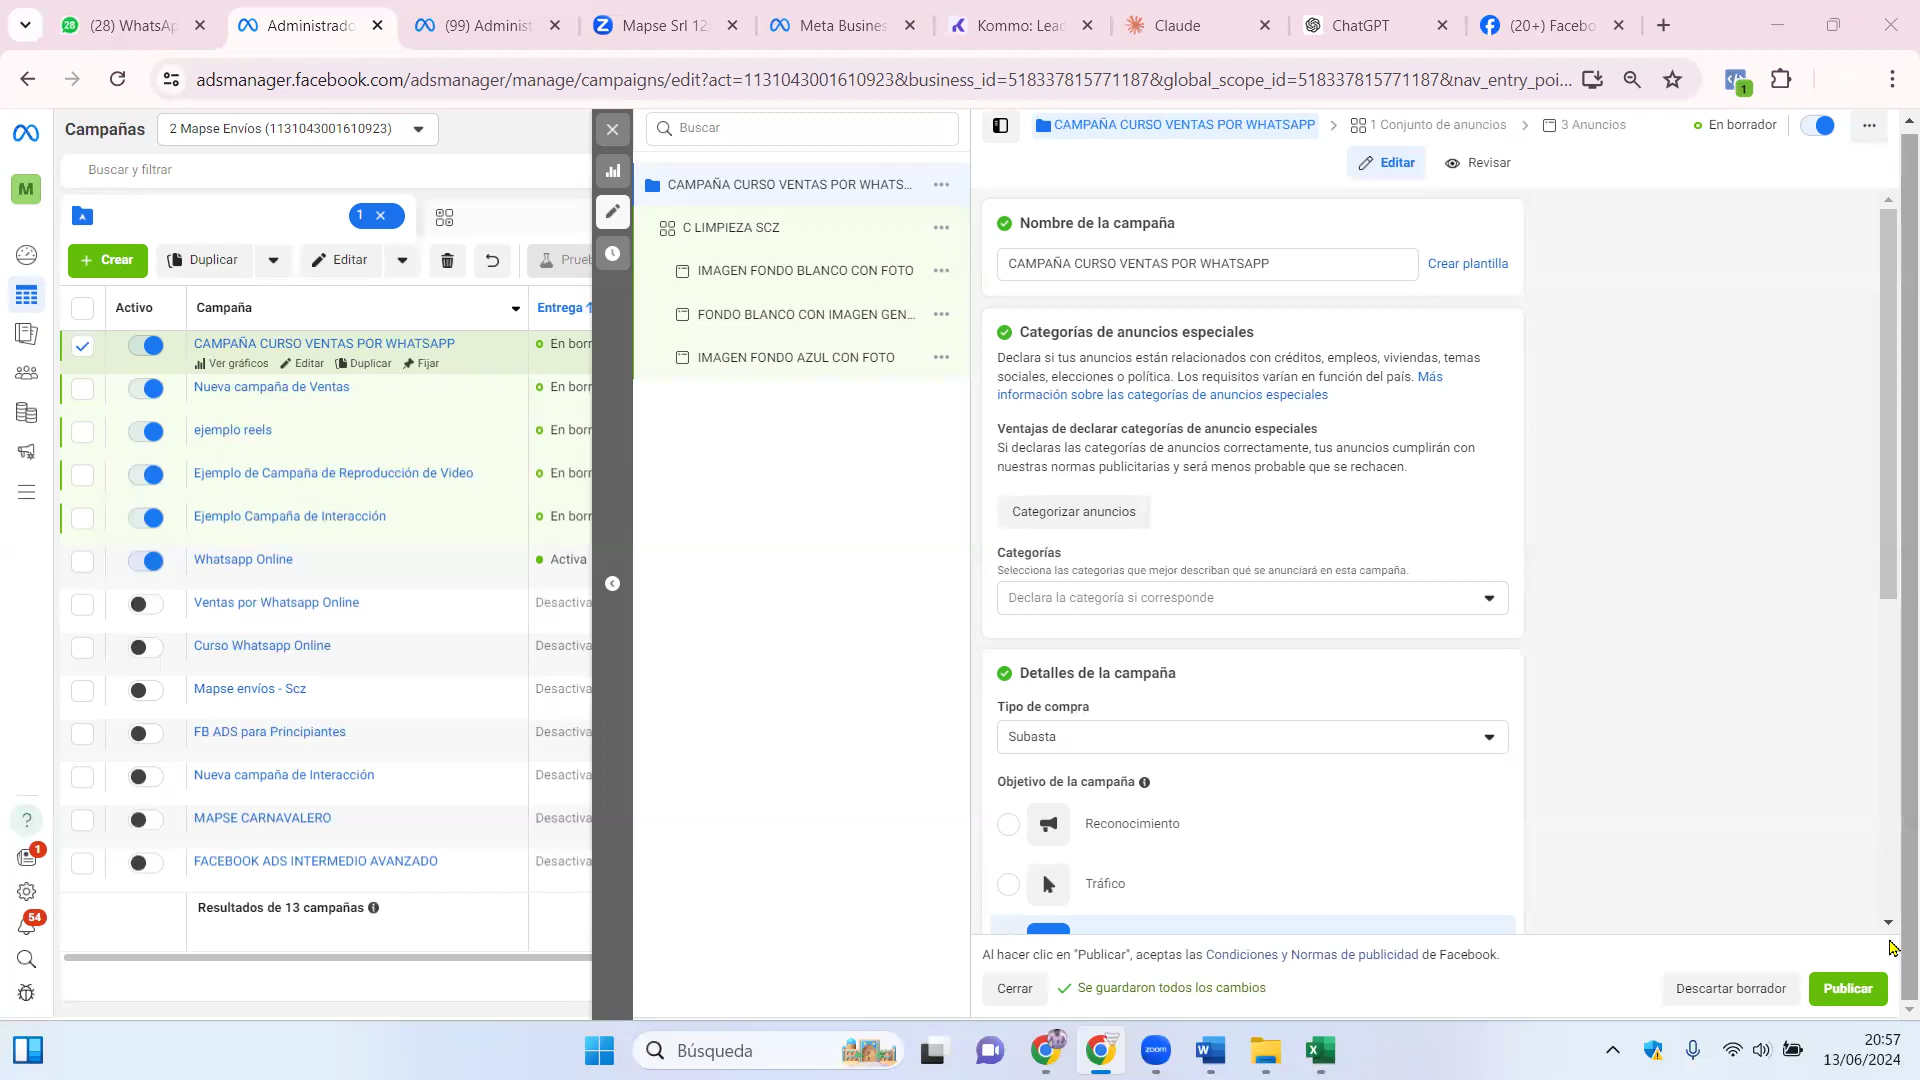 (28) WhatsAp
Administrado
(99) Administ
Mapse Srl 12
Meta Busines
Kommo: Lead
Claude
ChatGPT
(20+) Facebo
adsmanager.facebook.com/adsmanager/manage/campaigns/edit?act=1131043001610923&business_id=518337815771187&global_scope_id=518337815771187&nav_entry_poi...
1
Campañas
2 Mapse Envíos (1131043001610923)
Buscar y filtrar
1
Crear
Duplicar
Editar
Prueb
Activo
Campaña
Entrega ↑
CAMPAÑA CURSO VENTAS POR WHATSAPP
En borr
Ver gráficos
Editar
Duplicar
Fijar
Nueva campaña de Ventas
En borr
ejemplo reels
En borr
Ejemplo de Campaña de Reproducción de Video
En borr
Ejemplo Campaña de Interacción
En borr
Whatsapp Online
Activa
Ventas por Whatsapp Online
Desactiva
Curso Whatsapp Online
Desactiva
Mapse envíos - Scz
Desactiva
FB ADS para Principiantes
Desactiva
Nueva campaña de Interacción
Desactiva
MAPSE CARNAVALERO
Desactiva
FACEBOOK ADS INTERMEDIO AVANZADO
Desactiva
Resultados de 13 campañas
M
1
54
Buscar
CAMPAÑA CURSO VENTAS POR WHATS...
C LIMPIEZA SCZ
IMAGEN FONDO BLANCO CON FOTO
FONDO BLANCO CON IMAGEN GEN...
IMAGEN FONDO AZUL CON FOTO
CAMPAÑA CURSO VENTAS POR WHATSAPP
1 Conjunto de anuncios
3 Anuncios
En borrador
Editar
Revisar
Nombre de la campaña
CAMPAÑA CURSO VENTAS POR WHATSAPP
Crear plantilla
Categorías de anuncios especiales
Declara si tus anuncios están relacionados con créditos, empleos, viviendas, temas
sociales, elecciones o política. Los requisitos varían en función del país. Más
información sobre las categorías de anuncios especiales
Ventajas de declarar categorías de anuncio especiales
Si declaras las categorías de anuncios correctamente, tus anuncios cumplirán con
nuestras normas publicitarias y será menos probable que se rechacen.
Categorizar anuncios
Categorías
Selecciona las categorías que mejor describan qué se anunciará en esta campaña.
Declara la categoría si corresponde
Detalles de la campaña
Tipo de compra
Subasta
Objetivo de la campaña
Reconocimiento
Tráfico
Al hacer clic en "Publicar", aceptas las Condiciones y Normas de publicidad de Facebook.
Cerrar
Se guardaron todos los cambios
Descartar borrador
Publicar
Búsqueda
zoom
20:57
13/06/2024